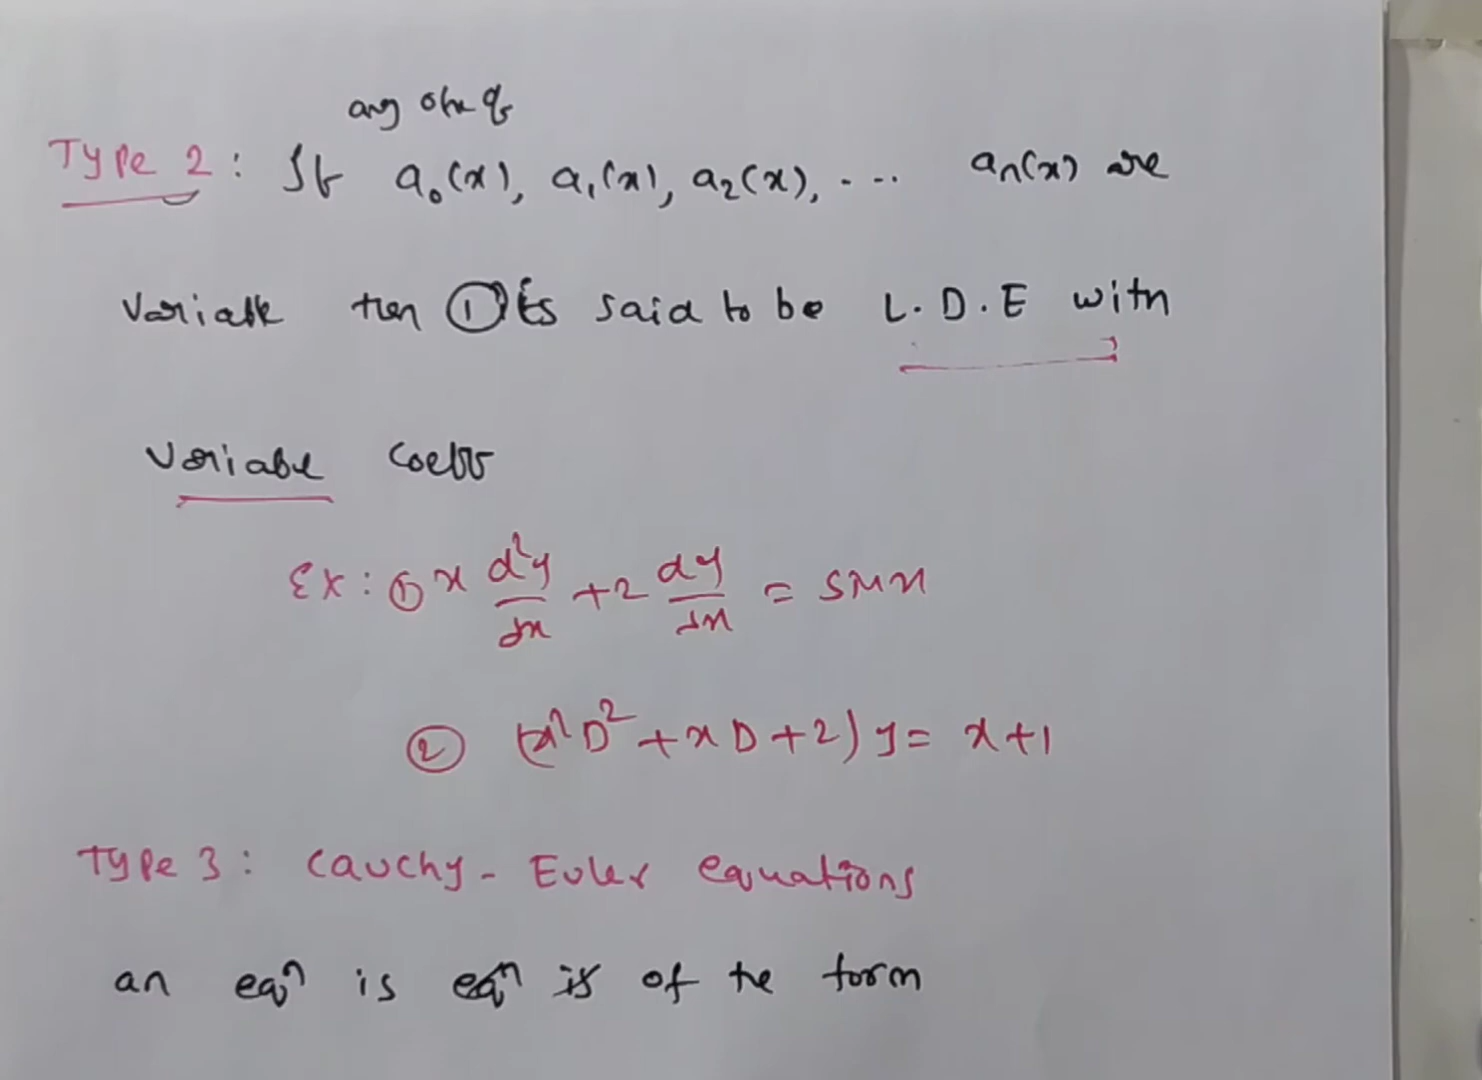 any one of
Type 2: If a₀(x), a₁(x), a₂(x), - - - aₙ(x) are
Variable then ① is said to be L.D.E with
Variable Coeff
Ex: ① x d²y/dx + 2 dy/dx = sinx
② (x²D² + xD + 2) y = x+1
Type 3: Cauchy - Euler equations
an eqⁿ is eqⁿ is of the form